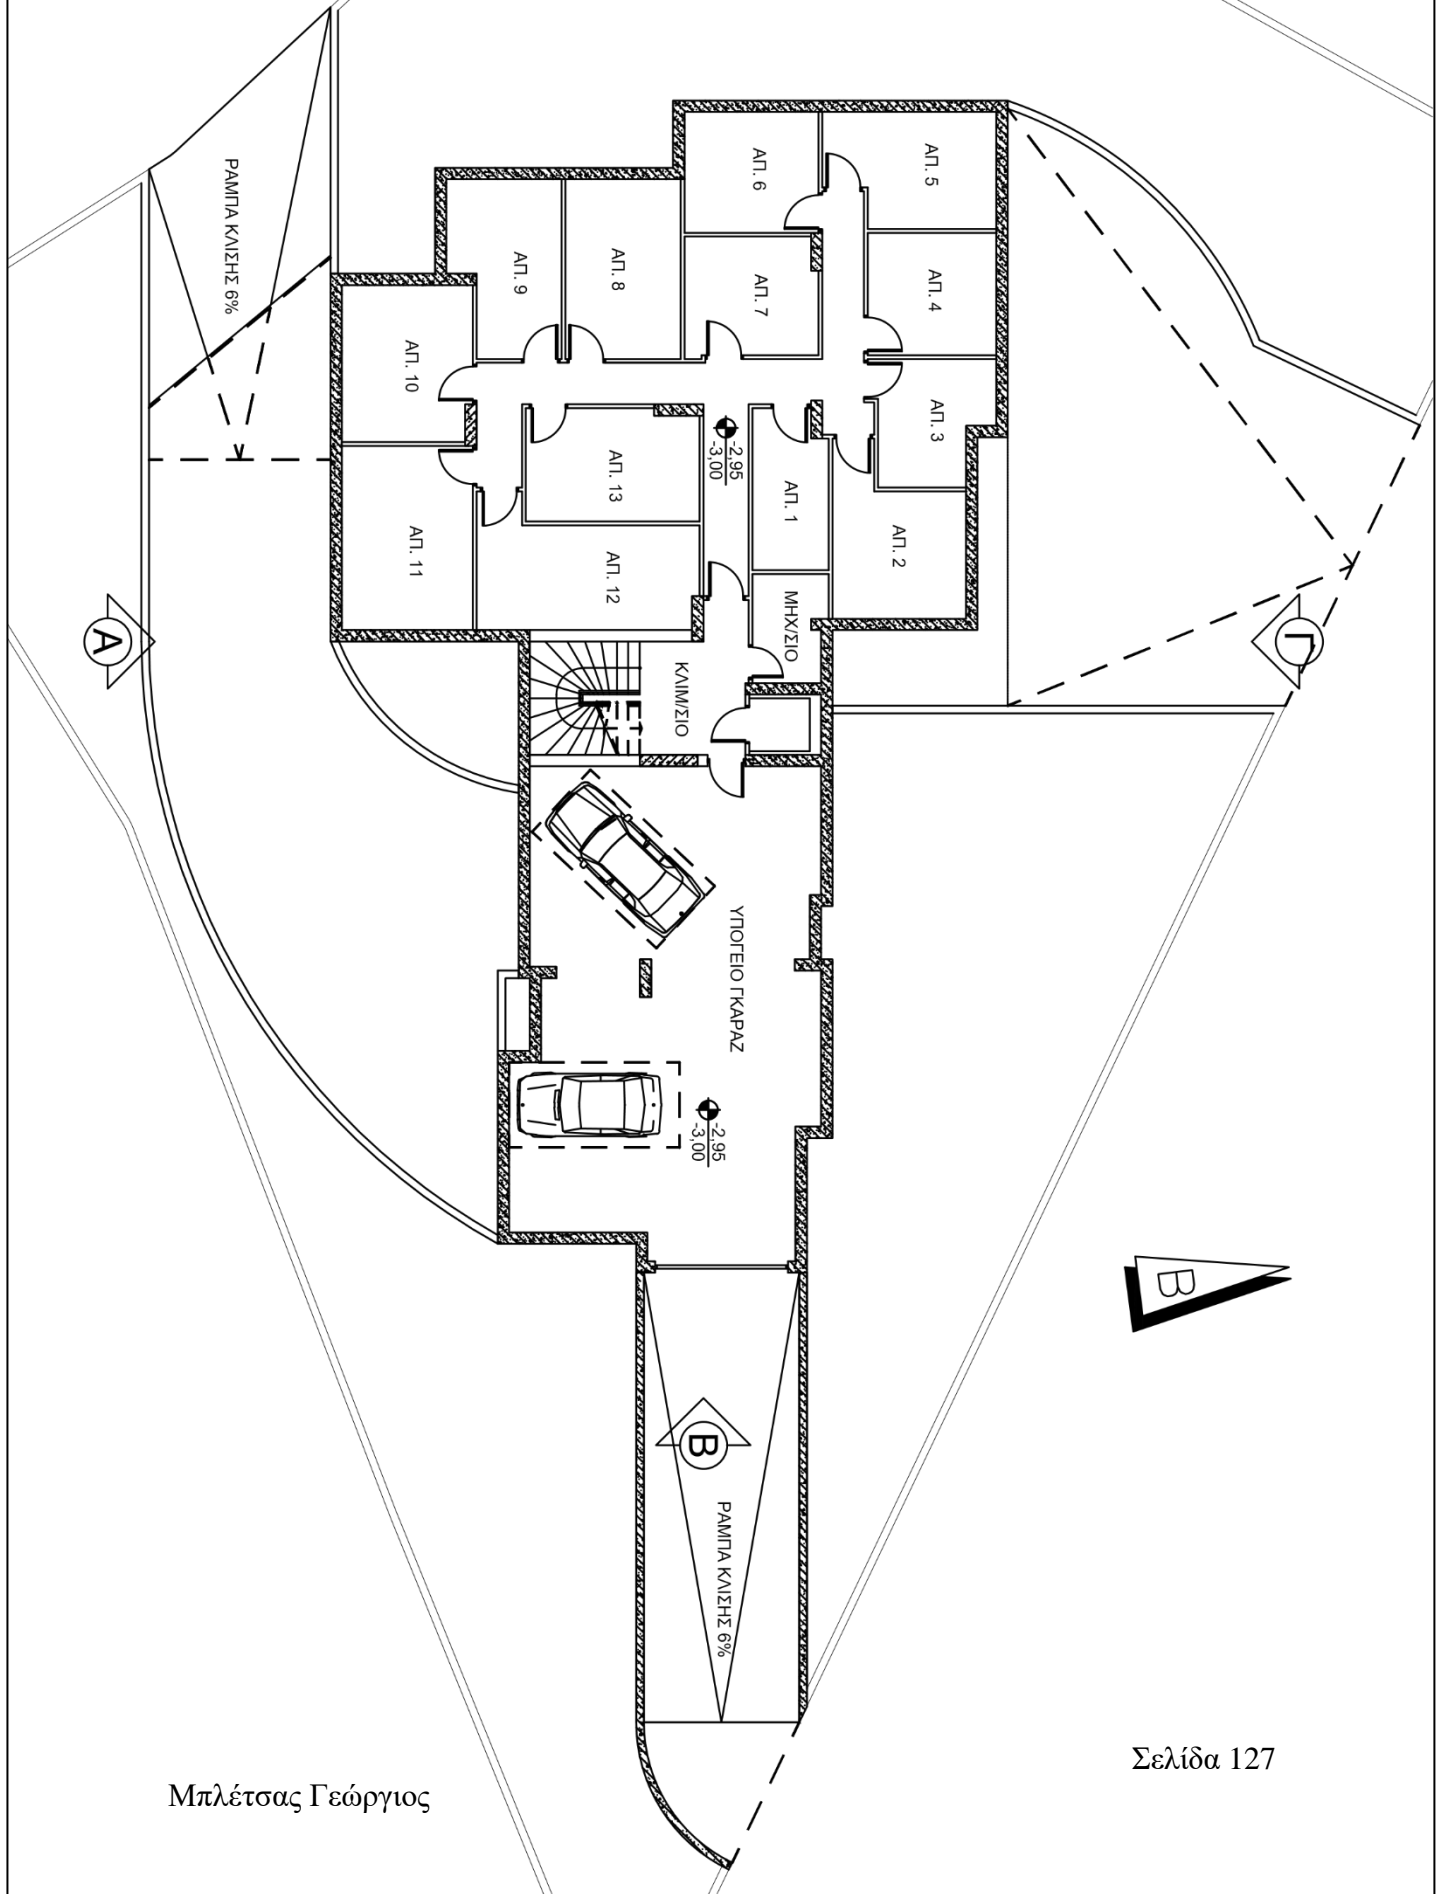 ΡΑΜΠΑ ΚΛΙΣΗΣ 6%
ΑΠ. 6
ΑΠ. 5
ΑΠ. 9
ΑΠ. 8
ΑΠ. 7
ΑΠ. 4
ΑΠ. 10
ΑΠ. 3
-2,95
-3,00
ΑΠ. 13
ΑΠ. 1
ΑΠ. 11
ΑΠ. 12
ΑΠ. 2
ΜΗΧ/ΣΙΟ
Α
Γ
ΚΛΙΜ/ΣΙΟ
ΥΠΟΓΕΙΟ ΓΚΑΡΑΖ
-2,95
-3,00
Β
Β
ΡΑΜΠΑ ΚΛΙΣΗΣ 6%
Σελίδα 127
Μπλέτσας Γεώργιος